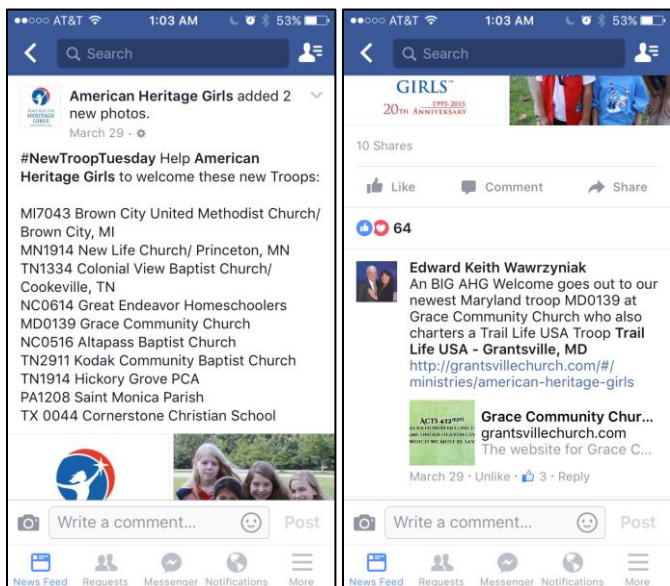 AT&T 1:03 AM 53%
Search
AMERICAN
HERITAGE
GIRLS
American Heritage Girls added 2
new photos.
March 29 ·
#NewTroopTuesday Help American
Heritage Girls to welcome these new Troops:
MI7043 Brown City United Methodist Church/
Brown City, MI
MN1914 New Life Church/ Princeton, MN
TN1334 Colonial View Baptist Church/
Cookeville, TN
NC0614 Great Endeavor Homeschoolers
MD0139 Grace Community Church
NC0516 Altapass Baptist Church
TN2911 Kodak Community Baptist Church
TN1914 Hickory Grove PCA
PA1208 Saint Monica Parish
TX 0044 Cornerstone Christian School
Write a comment... Post
News Feed Requests Messenger Notifications More
AT&T 1:03 AM 53%
Search
GIRLS™
1995-2015
20TH ANNIVERSARY
10 Shares
Like Comment Share
64
Edward Keith Wawrzyniak
An BIG AHG Welcome goes out to our
newest Maryland troop MD0139 at
Grace Community Church who also
charters a Trail Life USA Troop Trail
Life USA - Grantsville, MD
http://grantsvillechurch.com/#/
ministries/american-heritage-girls
Grace Community Chur...
grantsvillechurch.com
The website for Grace C...
March 29 · Unlike · 3 · Reply
Write a comment... Post
News Feed Requests Messenger Notifications More